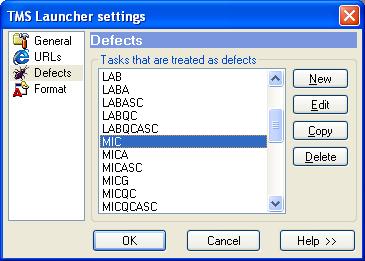 TMS Launcher settings
General
URLs
Defects
Format
Defects
Tasks that are treated as defects
LAB
LABA
LABASC
LABQC
LABQCASC
MIC
MICA
MICASC
MICG
MICQC
MICQCASC
New
Edit
Copy
Delete
OK
Cancel
Help >>